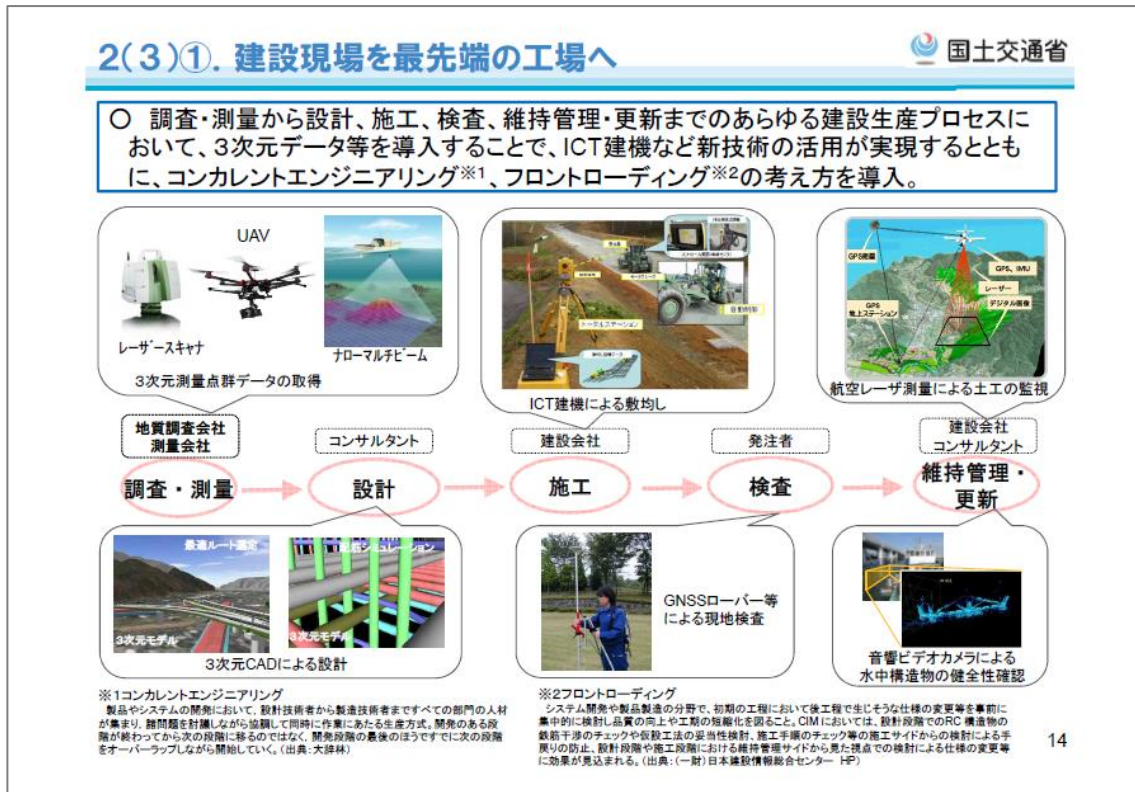 2(3)①. 建設現場を最先端の工場へ
国土交通省
○ 調査・測量から設計、施工、検査、維持管理・更新までのあらゆる建設生産プロセスに
おいて、3次元データ等を導入することで、ICT建機など新技術の活用が実現するととも
に、コンカレントエンジニアリング※1、フロントローディング※2の考え方を導入。
UAV
レーザースキャナ
ナローマルチビーム
3次元測量点群データの取得
トータルステーション
ICT建機による敷均し
GPS測量
GPS、IMU
レーザー
デジタル画像
GPS
地上ステーション
航空レーザ測量による土工の監視
地質調査会社
測量会社
コンサルタント
建設会社
発注者
建設会社
コンサルタント
調査・測量
設計
施工
検査
維持管理・
更新
最適ルート選定
3次元モデル
配筋シミュレーション
3次元モデル
3次元CADによる設計
GNSSローバー等
による現地検査
音響ビデオカメラによる
水中構造物の健全性確認
※1コンカレントエンジニアリング
製品やシステムの開発において、設計技術者から製造技術者まですべての部門の人材
が集まり、諸問題を討議しながら協調して同時に作業にあたる生産方式。開発のある段
階が終わってから次の段階に移るのではなく、開発段階の最後のほうですでに次の段階
をオーバーラップしながら開始していく。(出典:大辞林)
※2フロントローディング
システム開発や製品製造の分野で、初期の工程において後工程で生じそうな仕様の変更等を事前に
集中的に検討し品質の向上や工期の短縮化を図ること。CIMにおいては、設計段階でのRC構造物の
鉄筋干渉のチェックや仮設工法の妥当性検討、施工手順のチェック等の施工サイドからの検討による手
戻りの防止、設計段階や施工段階における維持管理サイドから見た視点での検討による仕様の変更等
に効果が見込まれる。(出典:(一財)日本建設情報総合センター HP)
14